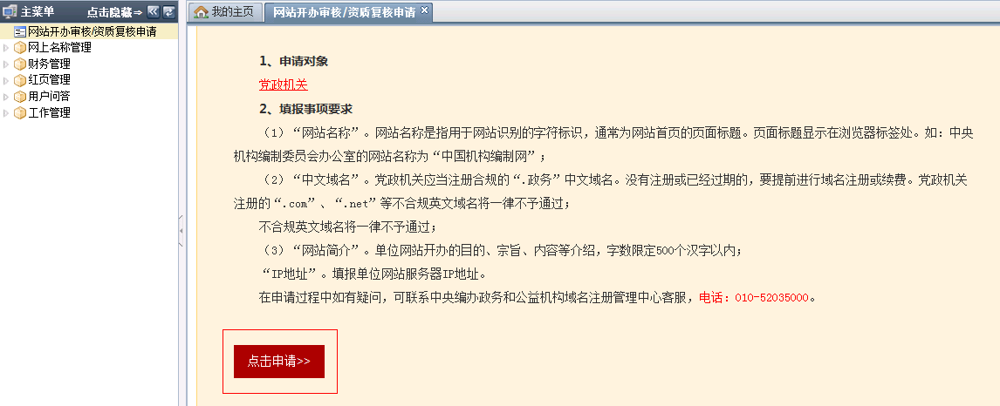 主菜单 点击隐藏⇒
网站开办审核/资质复核申请
网上名称管理
财务管理
红页管理
用户问答
工作管理
我的主页 网站开办审核/资质复核申请
1、申请对象
党政机关
2、填报事项要求
（1）“网站名称”。网站名称是指用于网站识别的字符标识，通常为网站首页的页面标题。页面标题显示在浏览器标签处。如：中央
机构编制委员会办公室的网站名称为“中国机构编制网”；
（2）“中文域名”。党政机关应当注册合规的“.政务”中文域名。没有注册或已经过期的，要提前进行域名注册或续费。党政机关
注册的“.com”、“.net”等不合规英文域名将一律不予通过；
不合规英文域名将一律不予通过；
（3）“网站简介”。单位网站开办的目的、宗旨、内容等介绍，字数限定500个汉字以内；
“IP地址”。填报单位网站服务器IP地址。
在申请过程中如有疑问，可联系中央编办政务和公益机构域名注册管理中心客服，电话：010-52035000。
点击申请>>